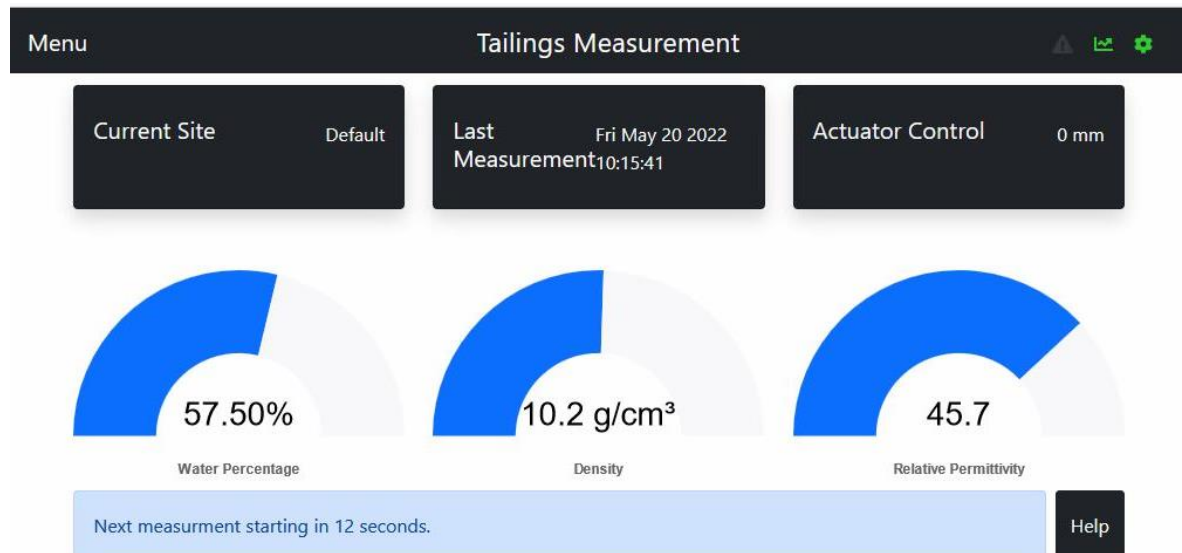 Menu
Tailings Measurement
Current Site
Default
Last
Measurement
Fri May 20 2022
10:15:41
Actuator Control
0 mm
57.50%
Water Percentage
10.2 g/cm³
Density
45.7
Relative Permittivity
Next measurment starting in 12 seconds.
Help